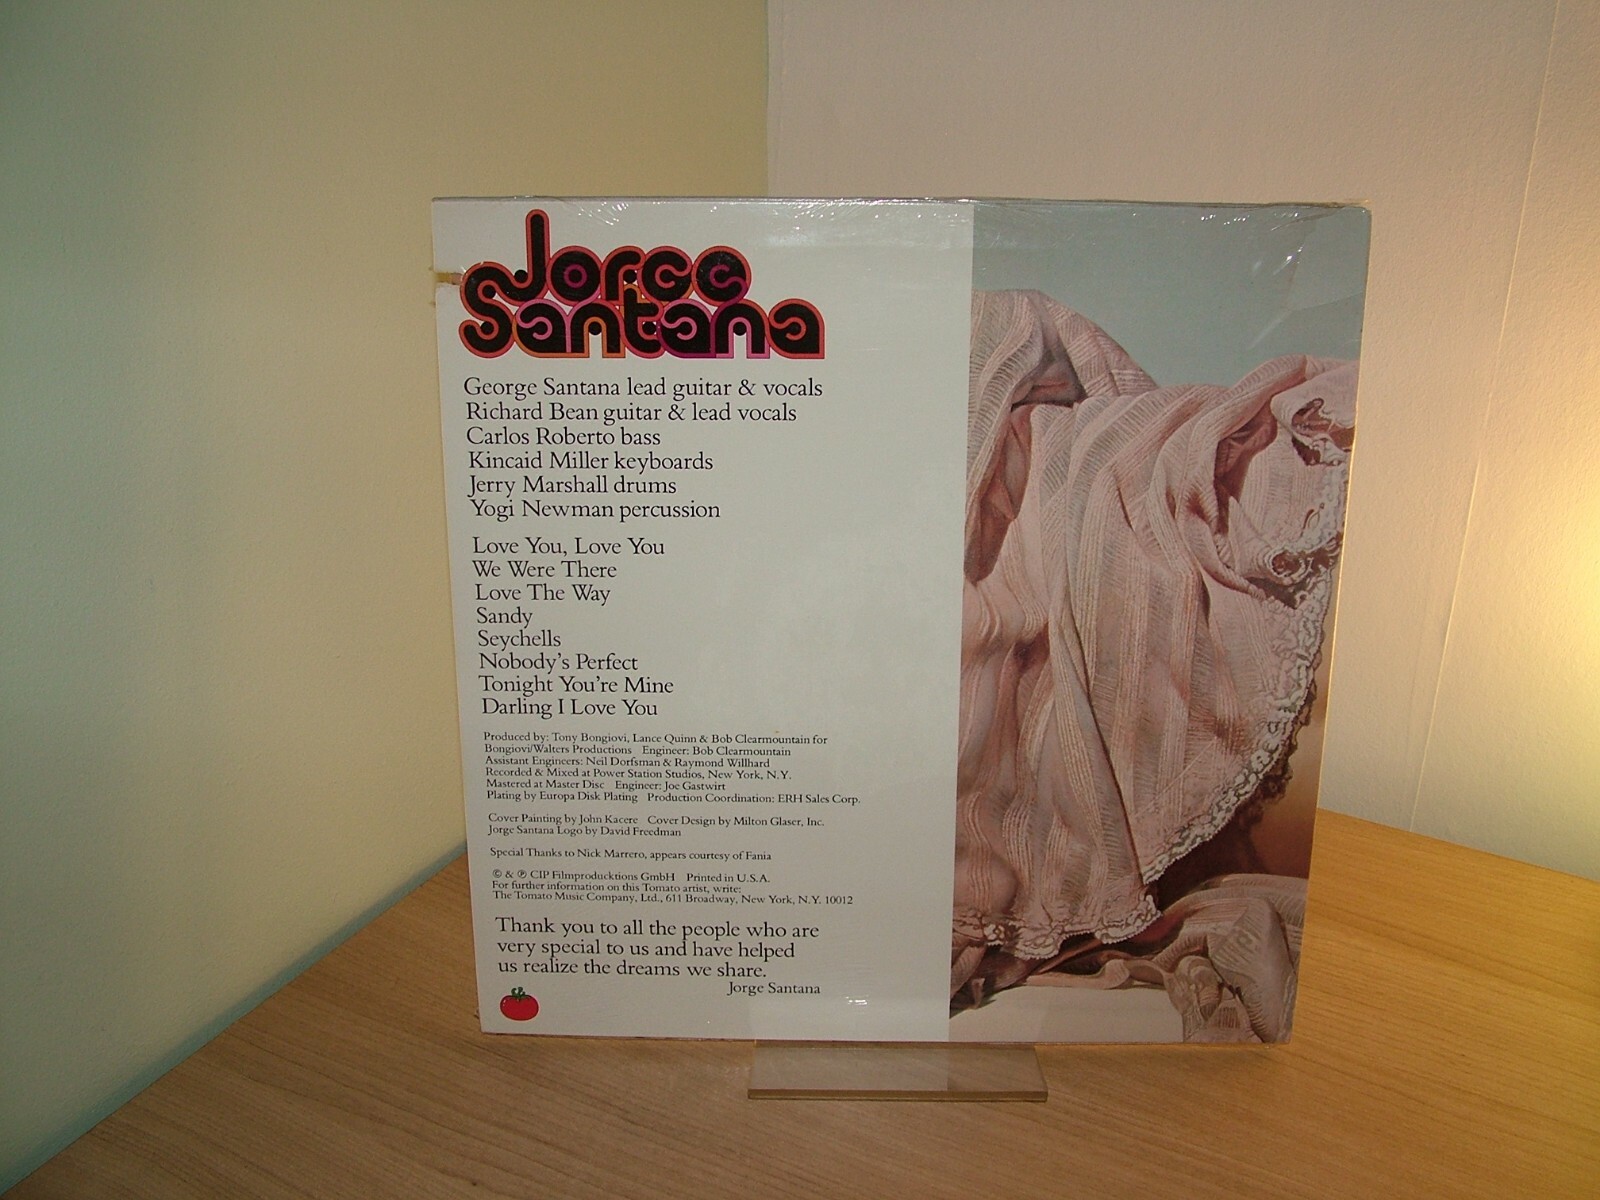 Jorge
Santana
George Santana lead guitar & vocals
Richard Bean guitar & lead vocals
Carlos Roberto bass
Kincaid Miller keyboards
Jerry Marshall drums
Yogi Newman percussion
Love You, Love You
We Were There
Love The Way
Sandy
Seychells
Nobody's Perfect
Tonight You're Mine
Darling I Love You
Produced by: Tony Bongiovi, Lance Quinn & Bob Clearmountain for
Bongiovi/Walters Productions Engineer: Bob Clearmountain
Assistant Engineers: Neil Dorfsman & Raymond Willhard
Recorded & Mixed at Power Station Studios, New York, N.Y.
Mastered at Master Disc Engineer: Joe Gastwirt
Plating by Europa Disk Plating Production Coordination: ERH Sales Corp.
Cover Painting by John Kacere Cover Design by Milton Glaser, Inc.
Jorge Santana Logo by David Freedman
Special Thanks to Nick Marrero, appears courtesy of Fania
© & ℗ CIP Filmproducktions GmbH Printed in U.S.A.
For further information on this Tomato artist, write:
The Tomato Music Company, Ltd., 611 Broadway, New York, N.Y. 10012
Thank you to all the people who are
very special to us and have helped
us realize the dreams we share.
Jorge Santana